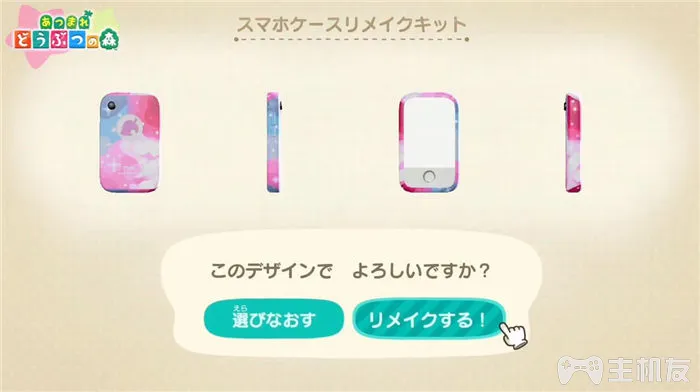 あつまれ
どうぶつの森
スマホケースリメイクキット
このデザインで よろしいですか？
えら
選びなおす
リメイクする！
主机友